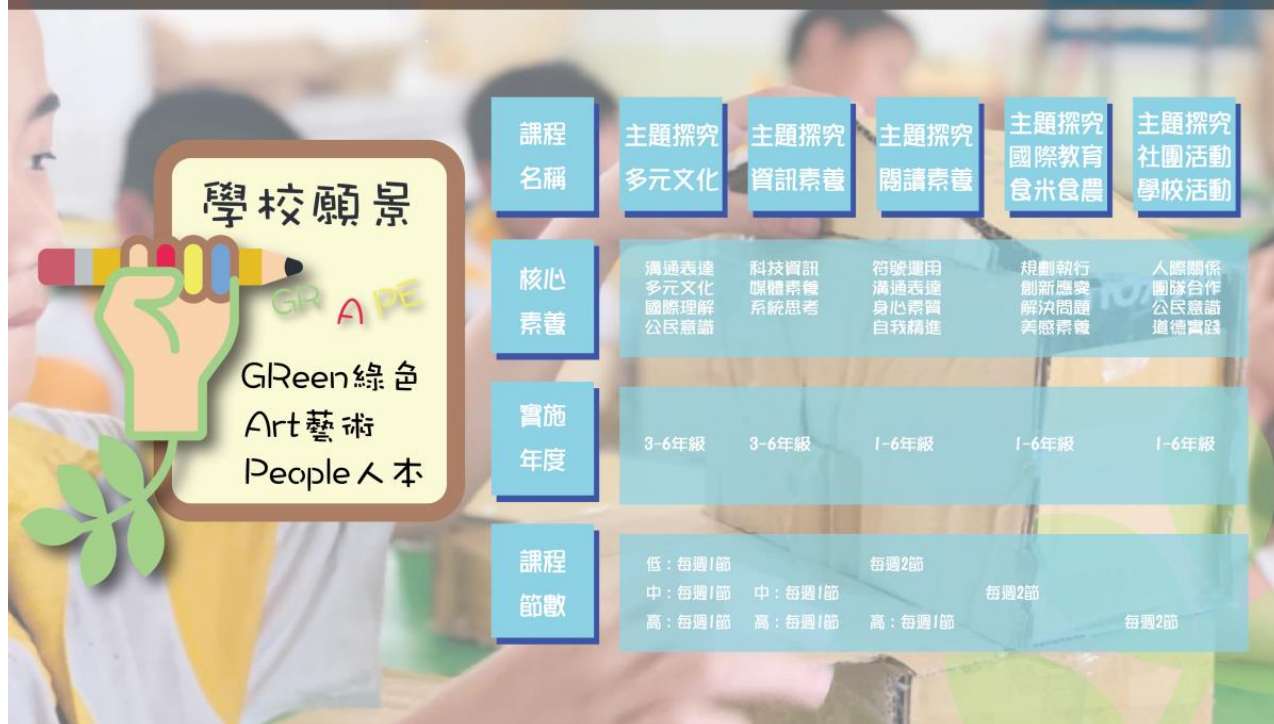 學校願景
GRAPE
GReen綠色
Art藝術
People人本
課程
名稱
主題探究
多元文化
主題探究
資訊素養
主題探究
閱讀素養
主題探究
國際教育
食米食農
主題探究
社團活動
學校活動
核心
素養
溝通表達
多元文化
國際理解
公民意識
科技資訊
媒體素養
系統思考
符號運用
溝通表達
身心素質
自我精進
規劃執行
創新應變
解決問題
美感素養
人際關係
團隊合作
公民意識
道德實踐
實施
年度
3-6年級
3-6年級
1-6年級
1-6年級
1-6年級
課程
節數
低：每週1節 每週2節
中：每週1節 中：每週1節 每週2節
高：每週1節 高：每週1節 高：每週1節 每週2節